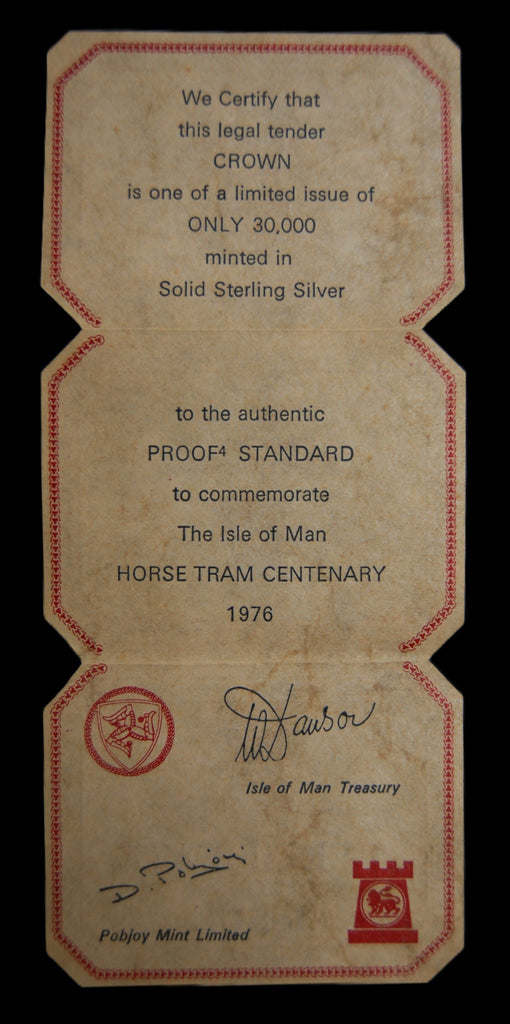 We Certify that
this legal tender
CROWN
is one of a limited issue of
ONLY 30,000
minted in
Solid Sterling Silver
to the authentic
PROOF⁴ STANDARD
to commemorate
The Isle of Man
HORSE TRAM CENTENARY
1976
Isle of Man Treasury
D. Pobjoy
Pobjoy Mint Limited